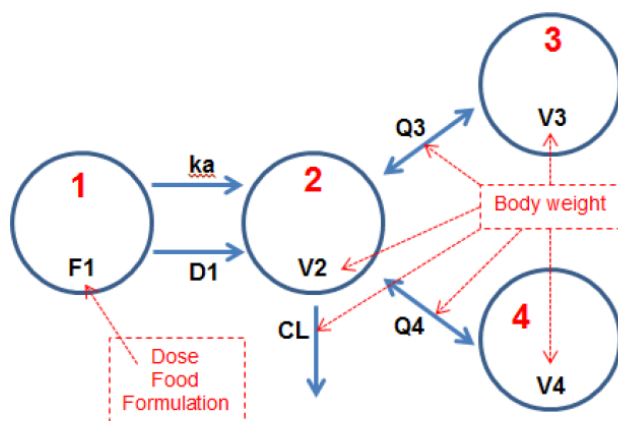 3
V3
Q3
ka
1
2
Body weight
F1
D1
V2
CL
Q4
4
V4
Dose
Food
Formulation